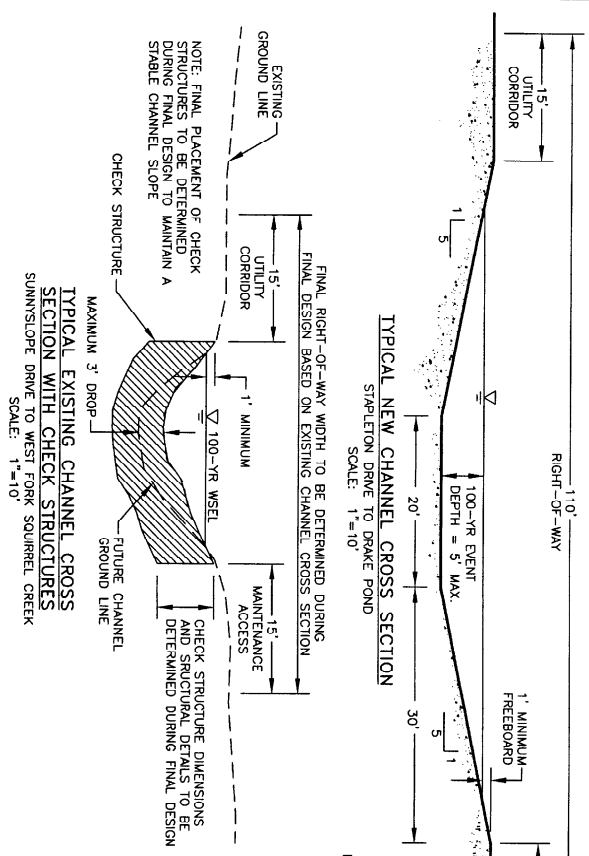 110'
RIGHT-OF-WAY
15'
UTILITY
CORRIDOR
1
5
100-YR EVENT
DEPTH = 5' MAX.
20'
30'
1' MINIMUM
FREEBOARD
5
1
TYPICAL NEW CHANNEL CROSS SECTION
STAPLETON DRIVE TO DRAKE POND
SCALE: 1"=10'
FINAL RIGHT-OF-WAY WIDTH TO BE DETERMINED DURING
FINAL DESIGN BASED ON EXISTING CHANNEL CROSS SECTION
EXISTING
GROUND LINE
15'
UTILITY
CORRIDOR
1' MINIMUM
100-YR WSEL
15'
MAINTENANCE
ACCESS
NOTE: FINAL PLACEMENT OF CHECK
STRUCTURES TO BE DETERMINED
DURING FINAL DESIGN TO MAINTAIN A
STABLE CHANNEL SLOPE
CHECK STRUCTURE
MAXIMUM 3' DROP
FUTURE CHANNEL
GROUND LINE
CHECK STRUCTURE DIMENSIONS
AND SRUCTURAL DETAILS TO BE
DETERMINED DURING FINAL DESIGN
TYPICAL EXISTING CHANNEL CROSS
SECTION WITH CHECK STRUCTURES
SUNNYSLOPE DRIVE TO WEST FORK SQUIRREL CREEK
SCALE: 1"=10'